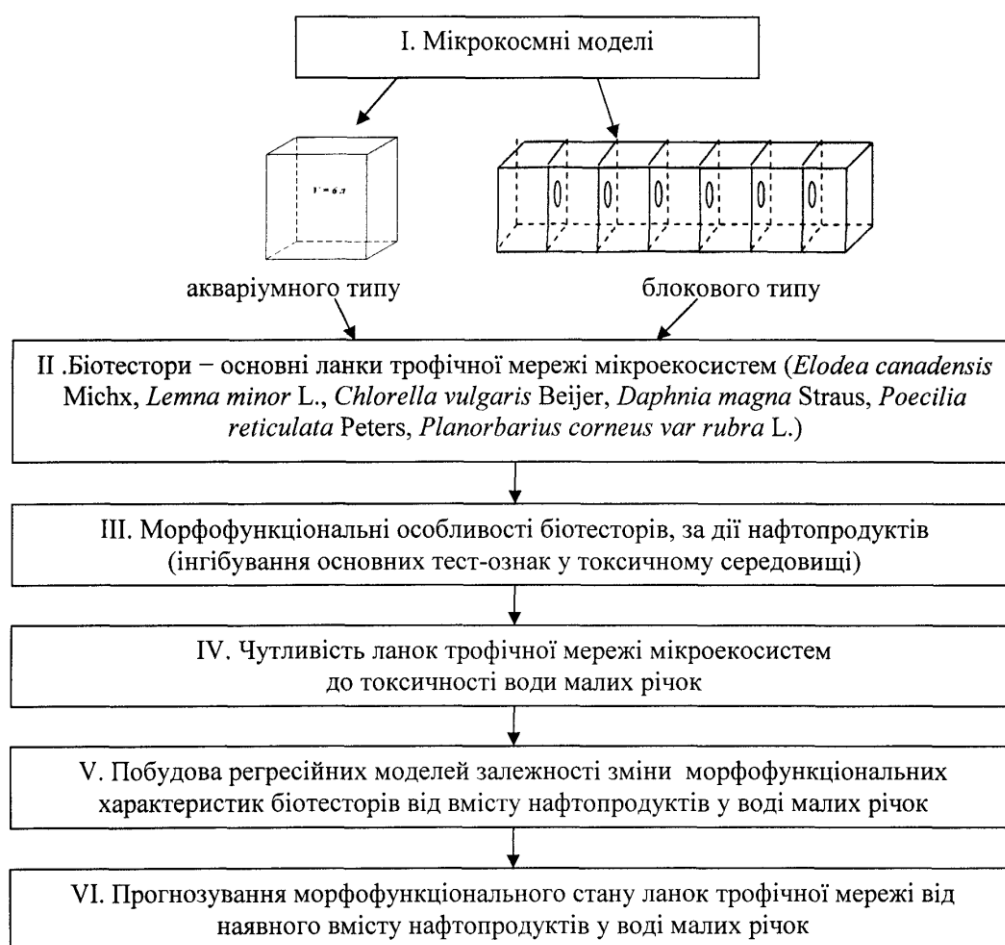 I. Мікрокосмні моделі
V = 6 л
акваріумного типу
блокового типу
II .Біотестори – основні ланки трофічної мережі мікроекосистем (Elodea canadensis
Michx, Lemna minor L., Chlorella vulgaris Beijer, Daphnia magna Straus, Poecilia
reticulata Peters, Planorbarius corneus var rubra L.)
III. Морфофункціональні особливості біотесторів, за дії нафтопродуктів
(інгібування основних тест-ознак у токсичному середовищі)
IV. Чутливість ланок трофічної мережі мікроекосистем
до токсичності води малих річок
V. Побудова регресійних моделей залежності зміни морфофункціональних
характеристик біотесторів від вмісту нафтопродуктів у воді малих річок
VI. Прогнозування морфофункціонального стану ланок трофічної мережі від
наявного вмісту нафтопродуктів у воді малих річок